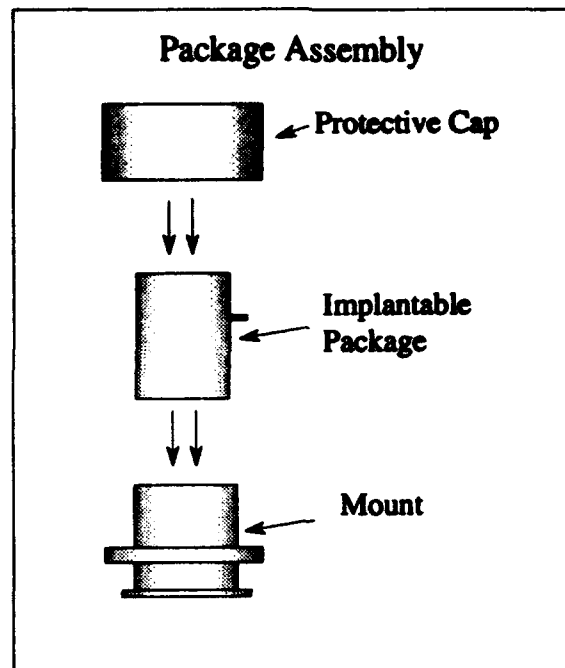 Package Assembly
Protective Cap
Implantable
Package
Mount